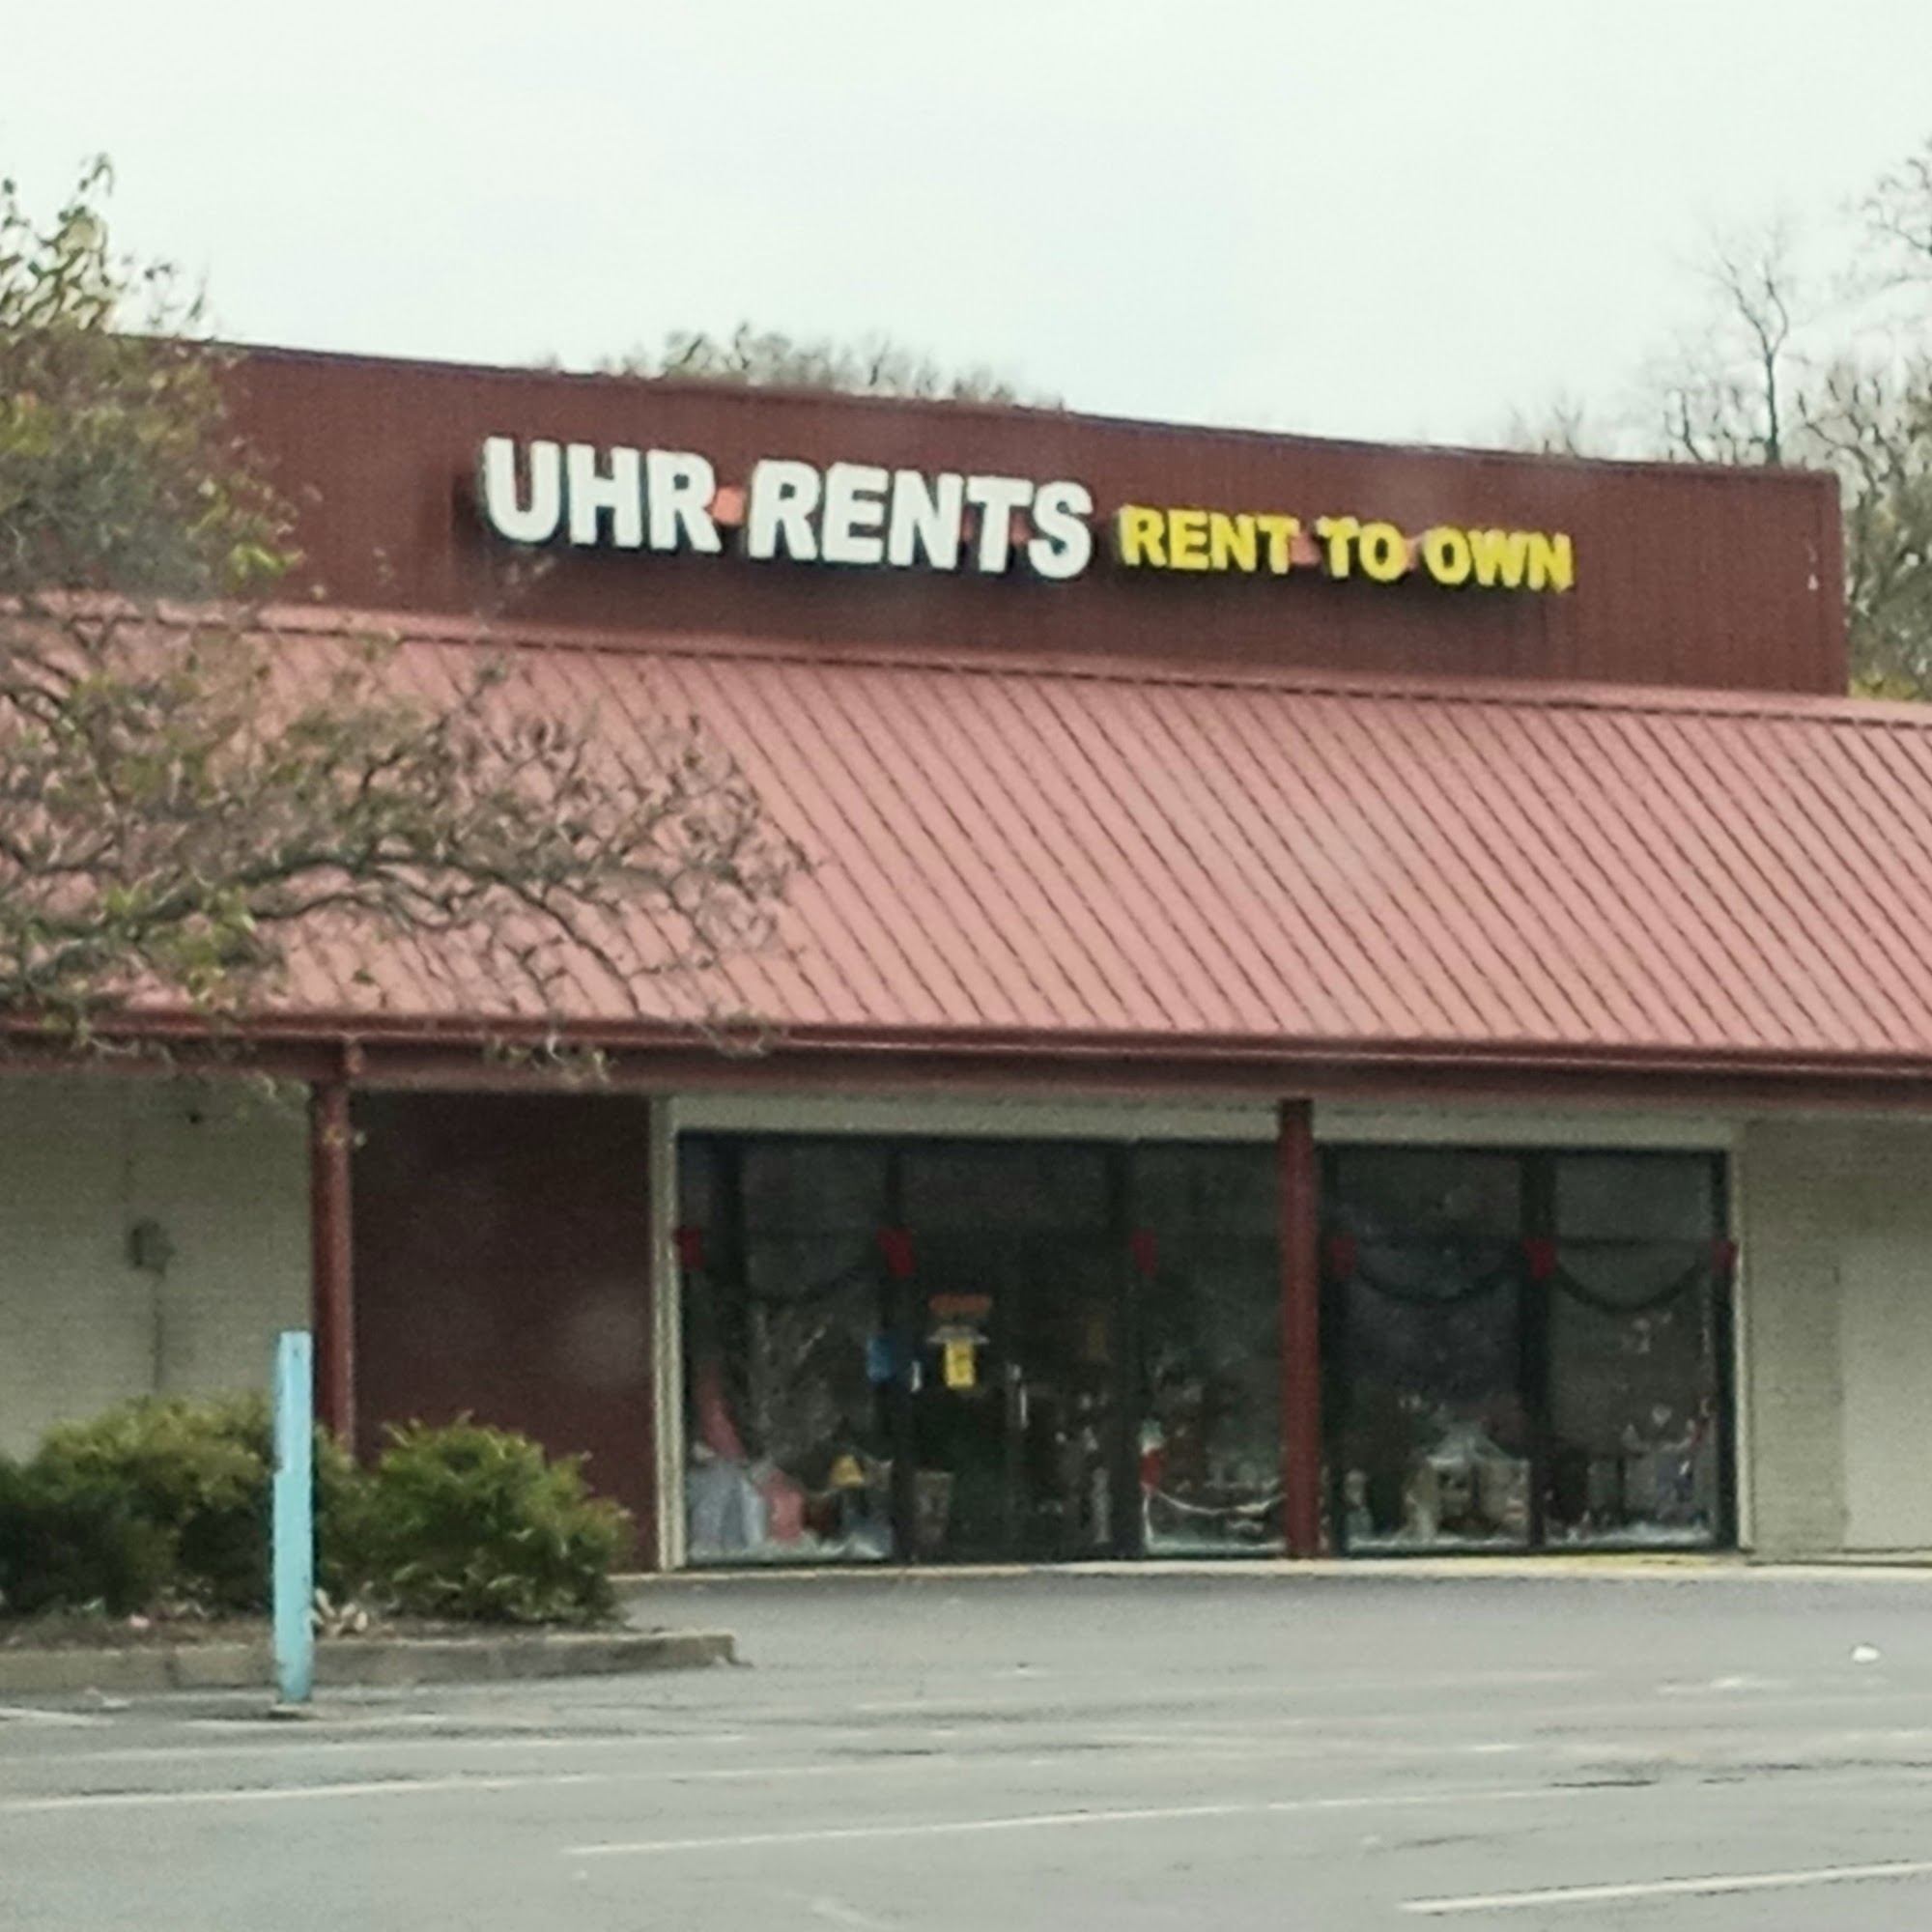 UHR RENTS RENT TO OWN